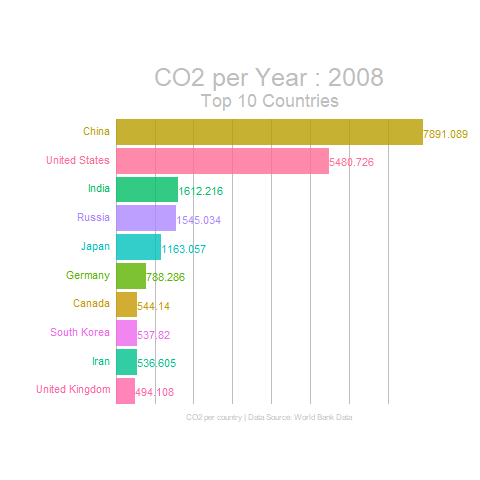 CO2 per Year : 2008
Top 10 Countries
China 7891.089
United States 5480.726
India 1612.216
Russia 1545.034
Japan 1163.057
Germany 788.286
Canada 544.14
South Korea 537.82
Iran 536.605
United Kingdom 494.108
CO2 per country | Data Source: World Bank Data